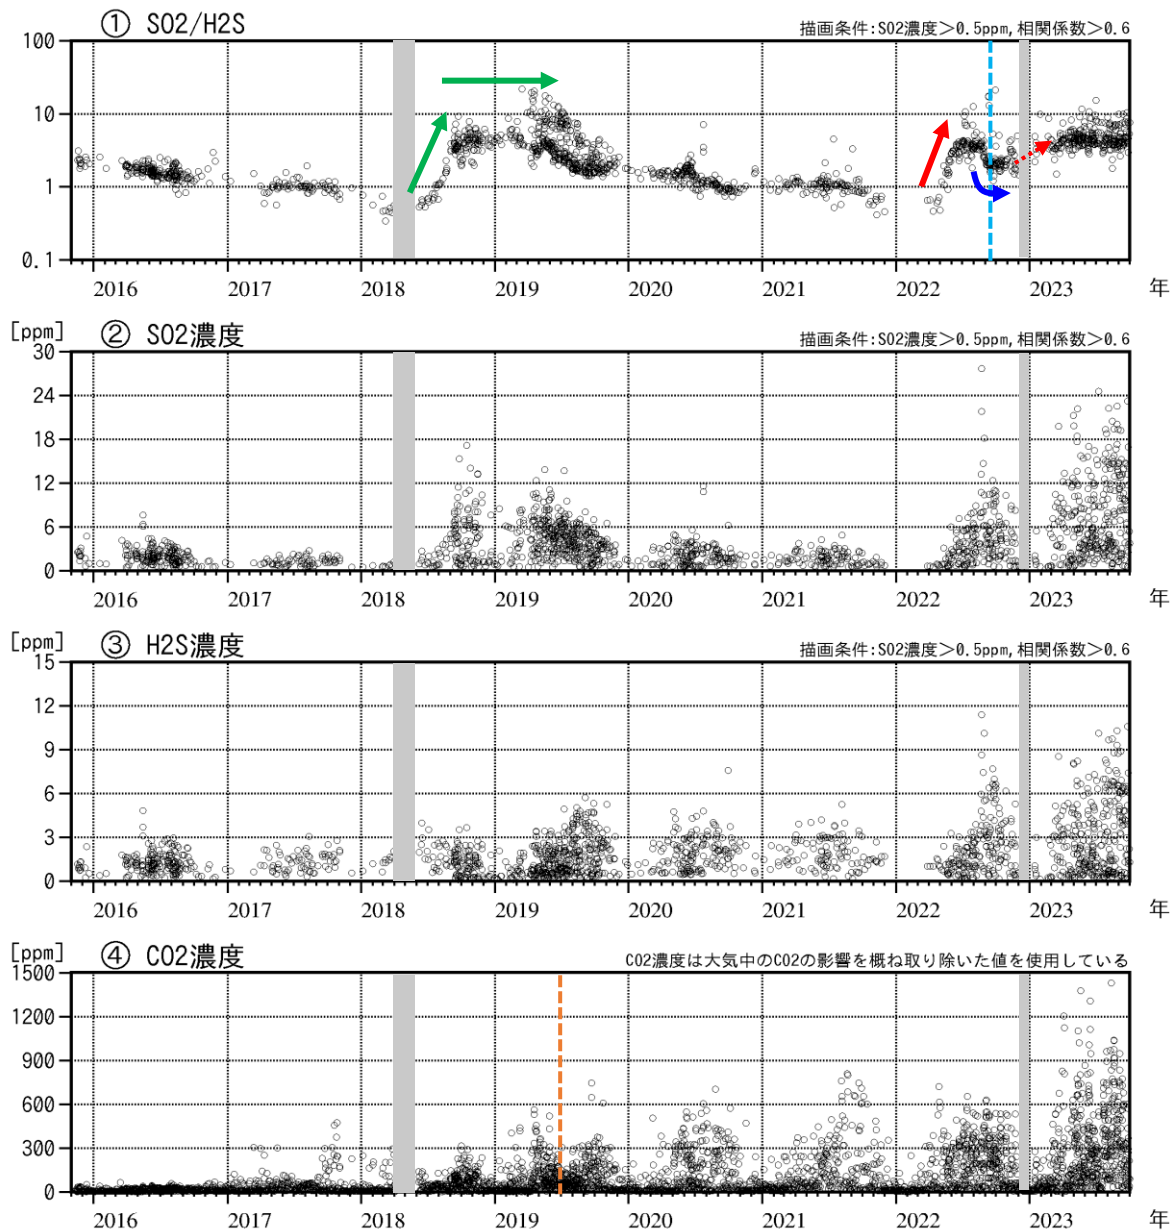 ① SO2/H2S
描画条件:SO2濃度＞0.5ppm,相関係数＞0.6
100
10
1
0.1
2016 2017 2018 2019 2020 2021 2022 2023 年
[ppm] ② SO2濃度
描画条件:SO2濃度＞0.5ppm,相関係数＞0.6
30
24
18
12
6
0
2016 2017 2018 2019 2020 2021 2022 2023 年
[ppm] ③ H2S濃度
描画条件:SO2濃度＞0.5ppm,相関係数＞0.6
15
12
9
6
3
0
2016 2017 2018 2019 2020 2021 2022 2023 年
[ppm] ④ CO2濃度
CO2濃度は大気中のCO2の影響を概ね取り除いた値を使用している
1500
1200
900
600
300
0
2016 2017 2018 2019 2020 2021 2022 2023 年